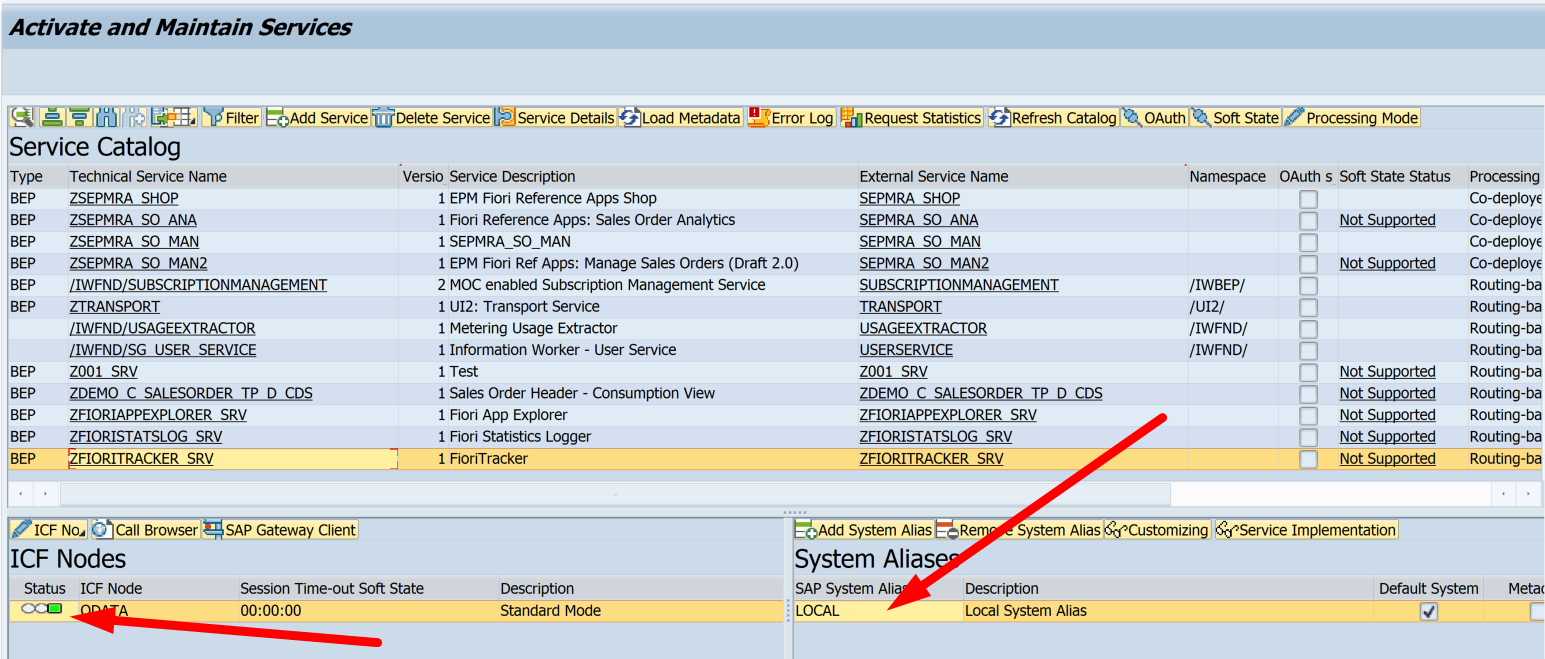 Activate and Maintain Services
Filter Add Service Delete Service Service Details Load Metadata Error Log Request Statistics Refresh Catalog OAuth Soft State Processing Mode
Service Catalog
Type Technical Service Name Versio Service Description External Service Name Namespace OAuth s Soft State Status Processing
BEP ZSEPMRA_SHOP 1 EPM Fiori Reference Apps Shop SEPMRA_SHOP Co-deploye
BEP ZSEPMRA_SO_ANA 1 Fiori Reference Apps: Sales Order Analytics SEPMRA_SO_ANA Not Supported Co-deploye
BEP ZSEPMRA_SO_MAN 1 SEPMRA_SO_MAN SEPMRA_SO_MAN Co-deploye
BEP ZSEPMRA_SO_MAN2 1 EPM Fiori Ref Apps: Manage Sales Orders (Draft 2.0) SEPMRA_SO_MAN2 Not Supported Co-deploye
BEP /IWFND/SUBSCRIPTIONMANAGEMENT 2 MOC enabled Subscription Management Service SUBSCRIPTIONMANAGEMENT /IWBEP/ Routing-ba
BEP ZTRANSPORT 1 UI2: Transport Service TRANSPORT /UI2/ Routing-ba
/IWFND/USAGEEXTRACTOR 1 Metering Usage Extractor USAGEEXTRACTOR /IWFND/ Routing-ba
/IWFND/SG_USER_SERVICE 1 Information Worker - User Service USERSERVICE /IWFND/ Routing-ba
BEP Z001_SRV 1 Test Z001_SRV Not Supported Routing-ba
BEP ZDEMO_C_SALESORDER_TP_D_CDS 1 Sales Order Header - Consumption View ZDEMO_C_SALESORDER_TP_D_CDS Not Supported Routing-ba
BEP ZFIORIAPPEXPLORER_SRV 1 Fiori App Explorer ZFIORIAPPEXPLORER_SRV Not Supported Routing-ba
BEP ZFIORISTATSLOG_SRV 1 Fiori Statistics Logger ZFIORISTATSLOG_SRV Not Supported Routing-ba
BEP ZFIORITRACKER_SRV 1 FioriTracker ZFIORITRACKER_SRV Not Supported Routing-ba
ICF No Call Browser SAP Gateway Client Add System Alias Remove System Alias Customizing Service Implementation
ICF Nodes System Aliases
Status ICF Node Session Time-out Soft State Description SAP System Alias Description Default System Metac
ODATA 00:00:00 Standard Mode LOCAL Local System Alias